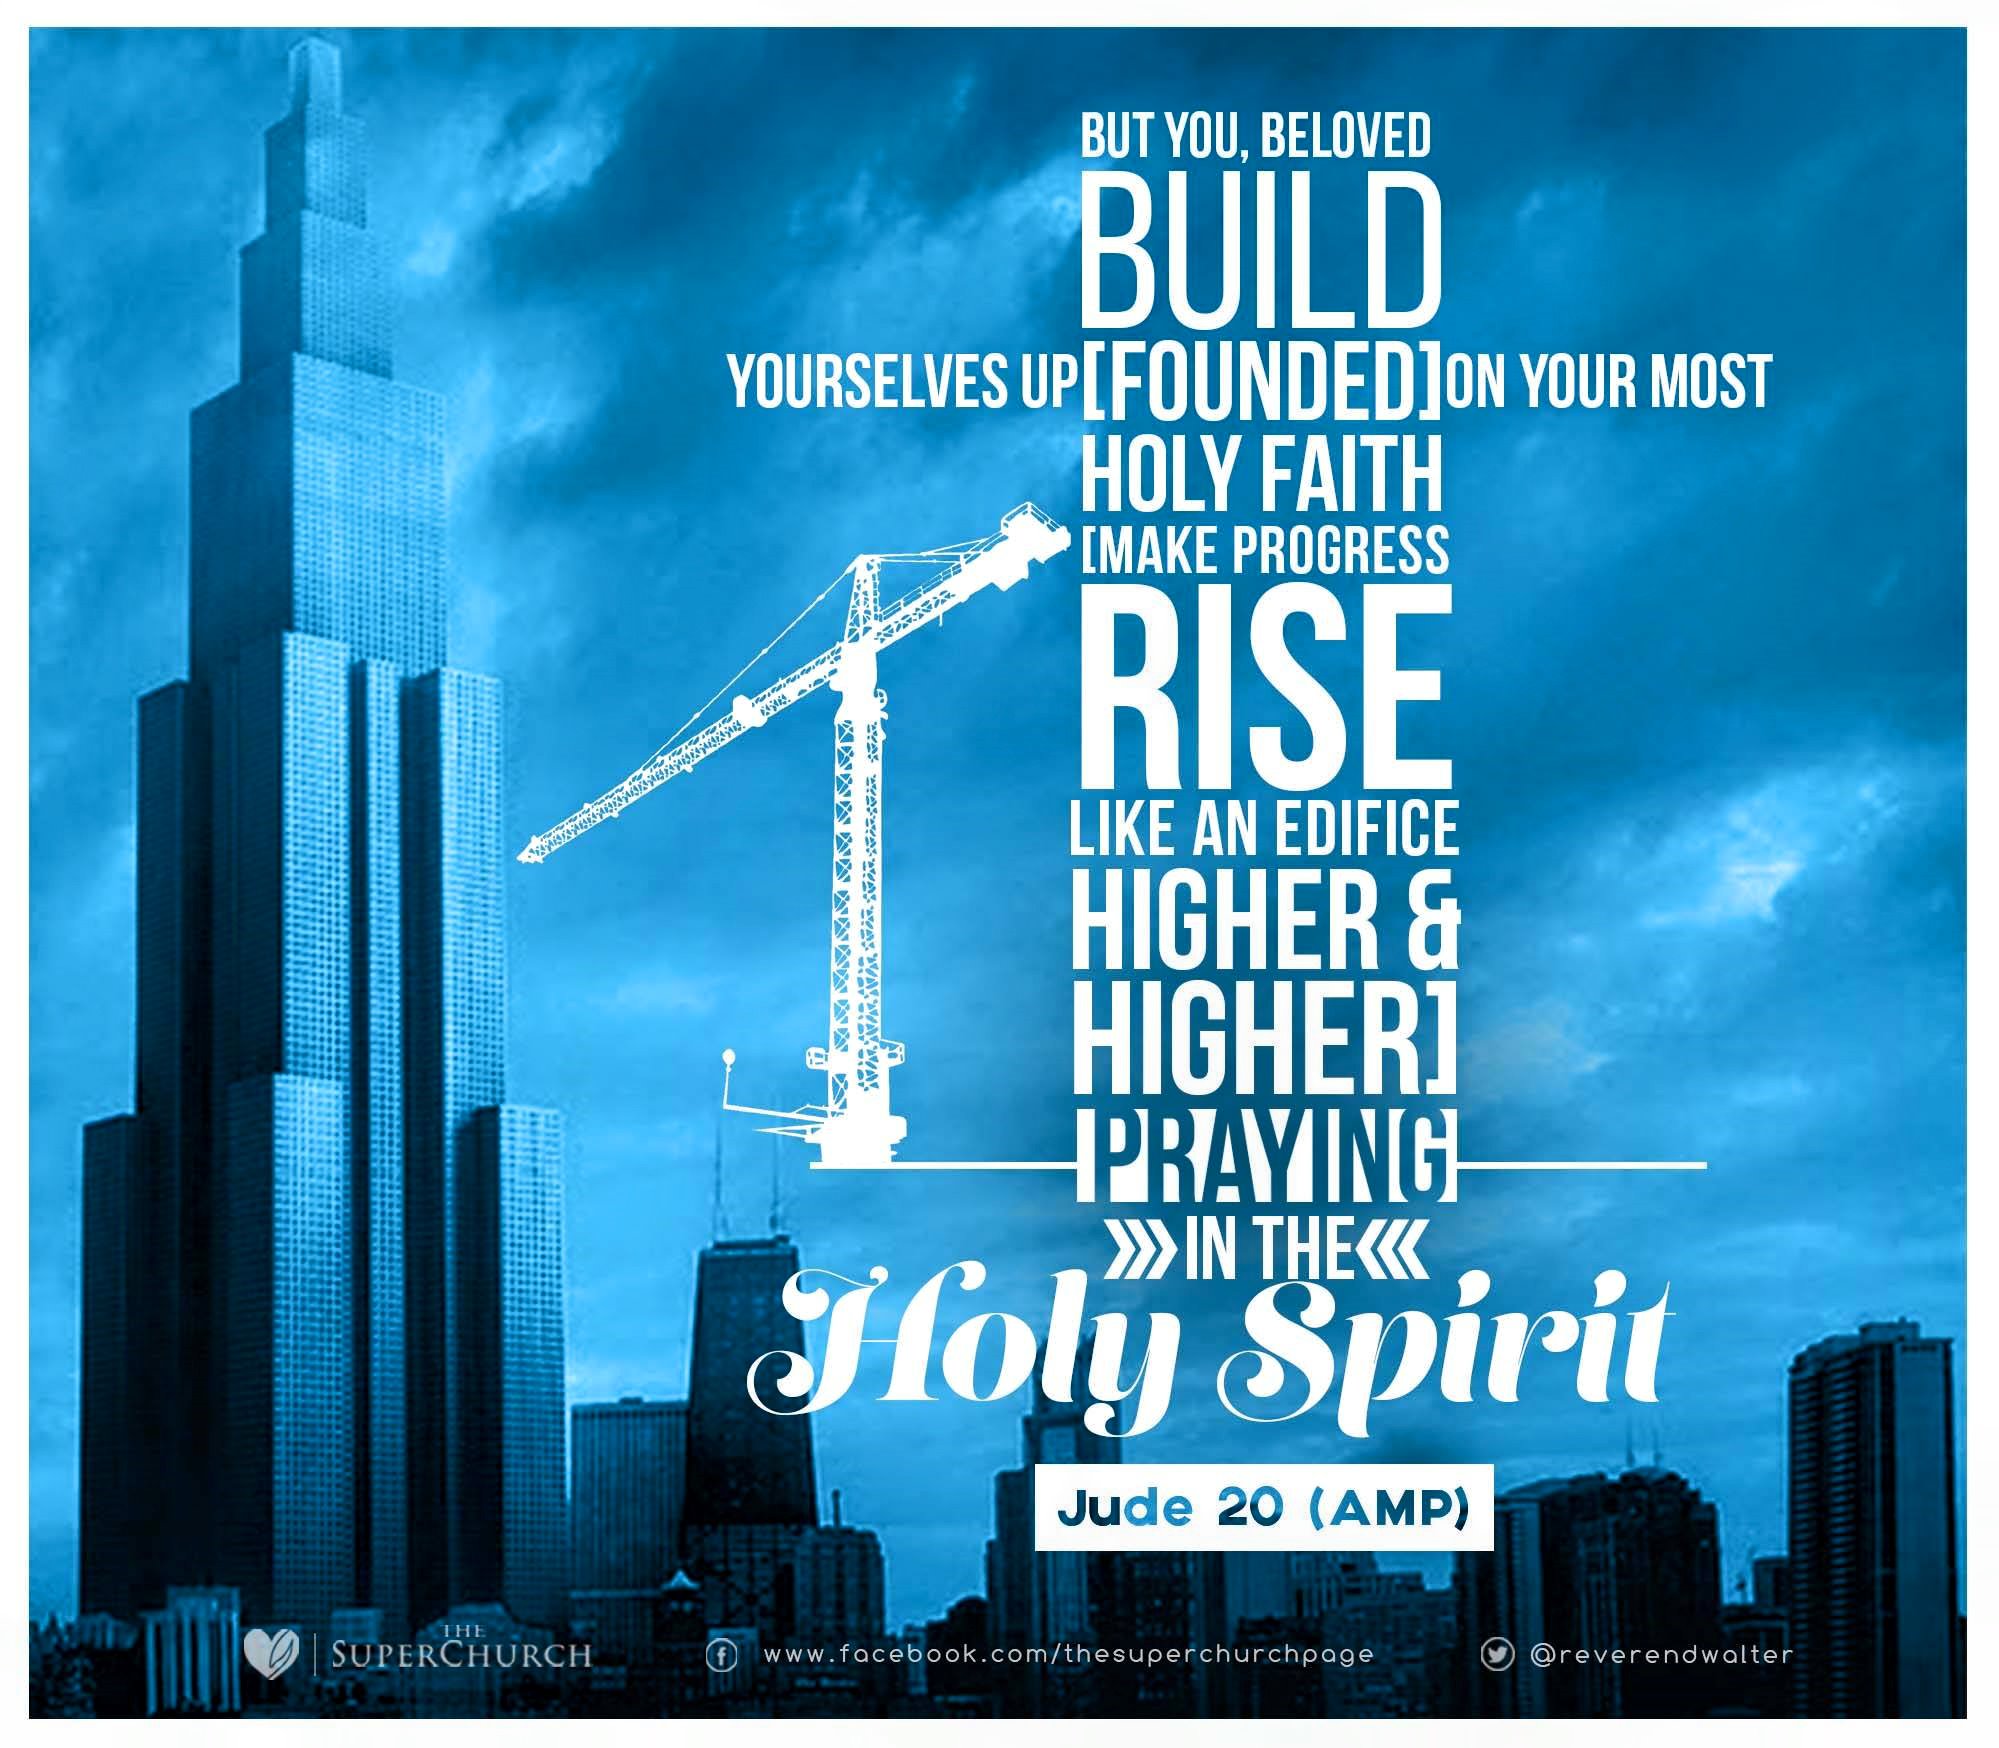 BUT YOU, BELOVED
BUILD
YOURSELVES UP [FOUNDED] ON YOUR MOST
HOLY FAITH
[MAKE PROGRESS
RISE
LIKE AN EDIFICE
HIGHER &
HIGHER]
PRAYING
IN THE
Holy Spirit
Jude 20 (AMP)
THE
SUPERCHURCH
www.facebook.com/thesuperchurchpage
@reverendwalter